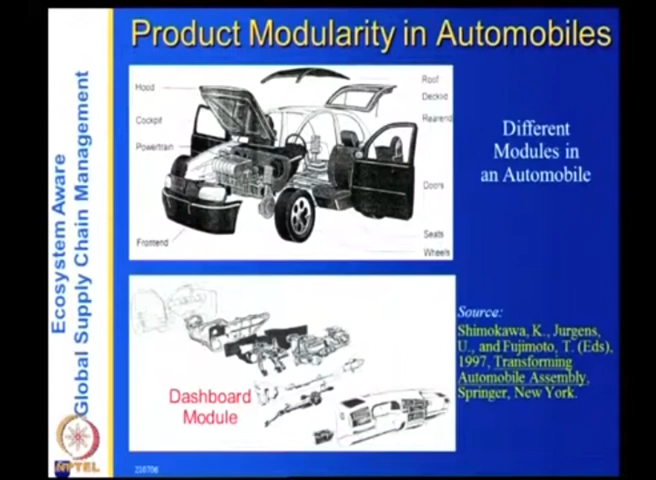 Product Modularity in Automobiles
Ecosystem Aware
Global Supply Chain Management
Hood
Cockpit
Powertrain
Frontend
Roof
Decklid
Rearend
Doors
Seats
Wheels
Different
Modules in
an Automobile
Dashboard
Module
Source:
Shimokawa, K., Jurgens,
U., and Fujimoto, T. (Eds),
1997, Transforming
Automobile Assembly,
Springer, New York.
NPTEL